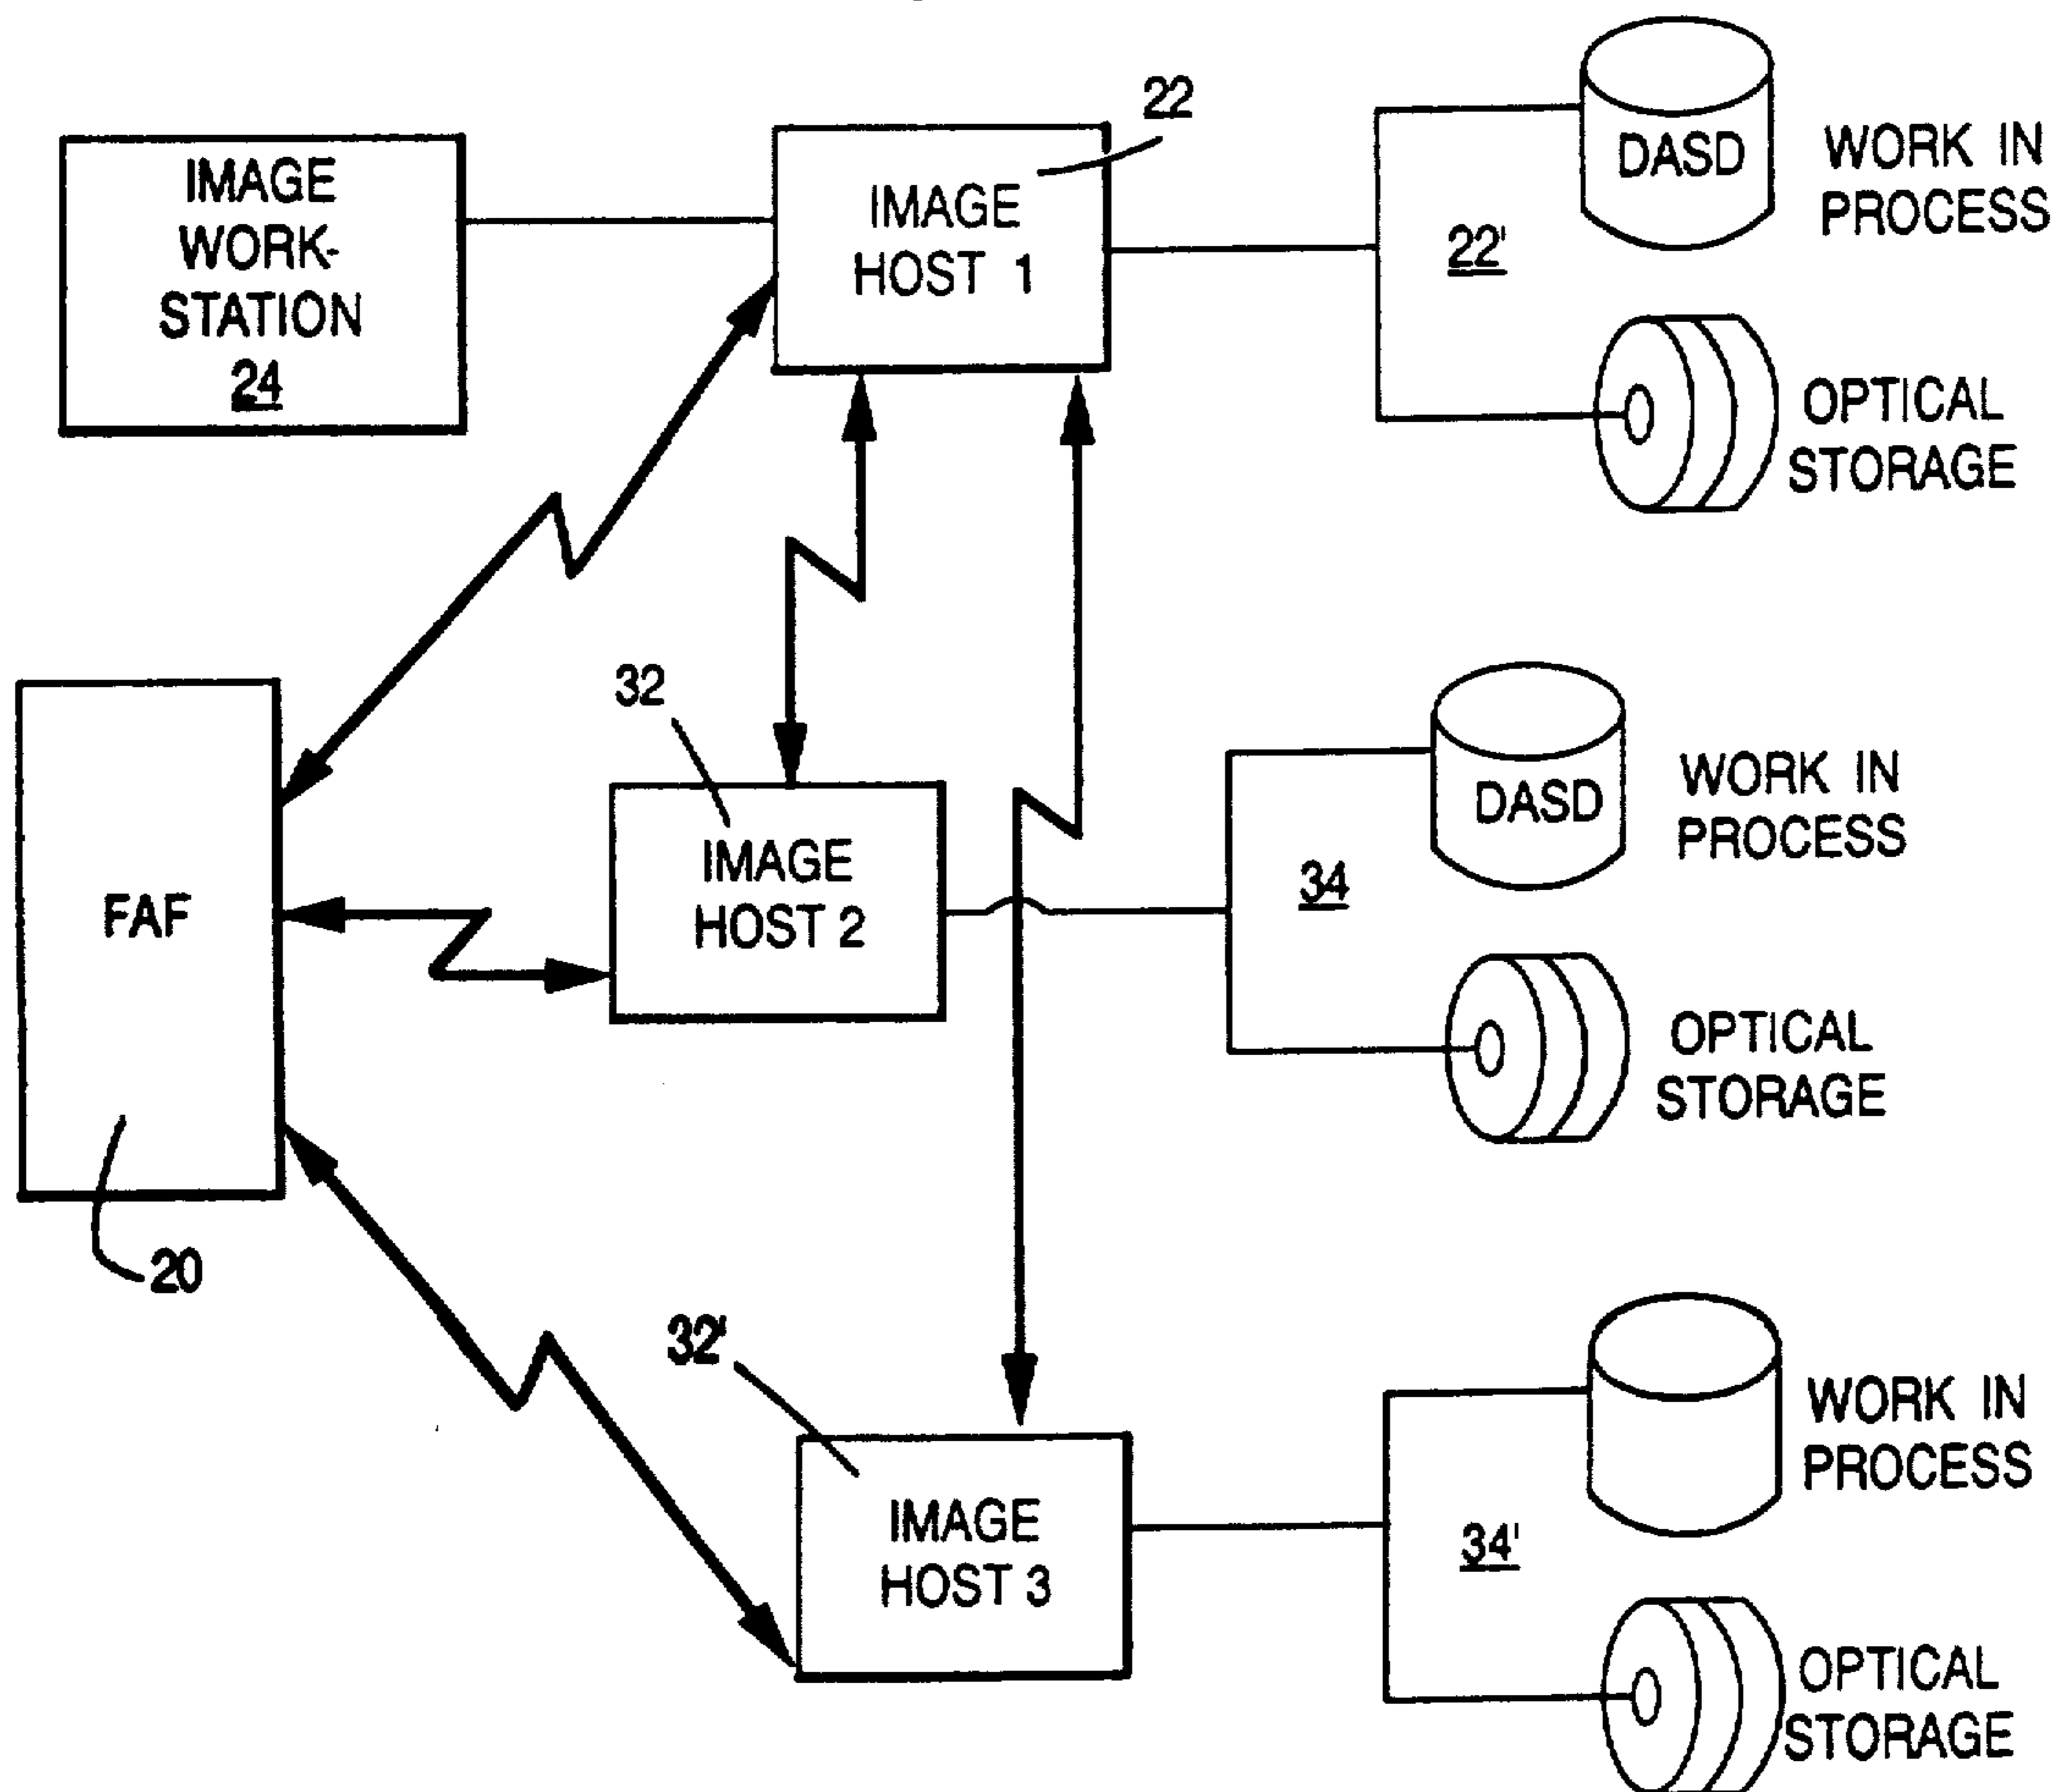 22
IMAGE
WORK-
STATION
24
IMAGE
HOST 1
22'
DASD
WORK IN
PROCESS
OPTICAL
STORAGE
32
FAF
20
IMAGE
HOST 2
34
DASD
WORK IN
PROCESS
OPTICAL
STORAGE
32'
IMAGE
HOST 3
34'
WORK IN
PROCESS
OPTICAL
STORAGE